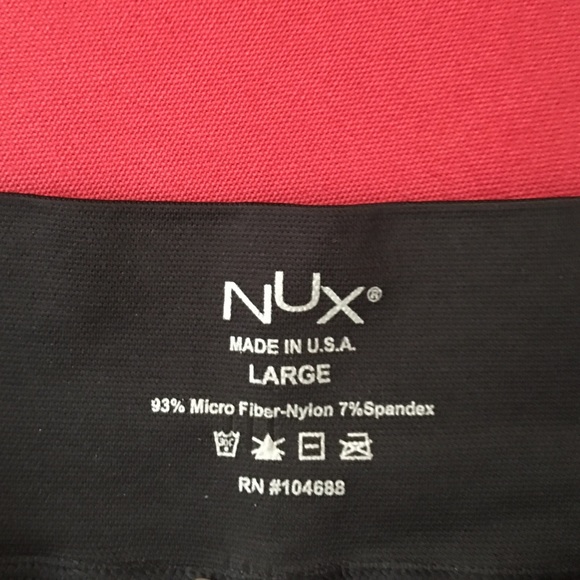 NUX®
MADE IN U.S.A.
LARGE
93% Micro Fiber-Nylon 7%Spandex
RN #104688